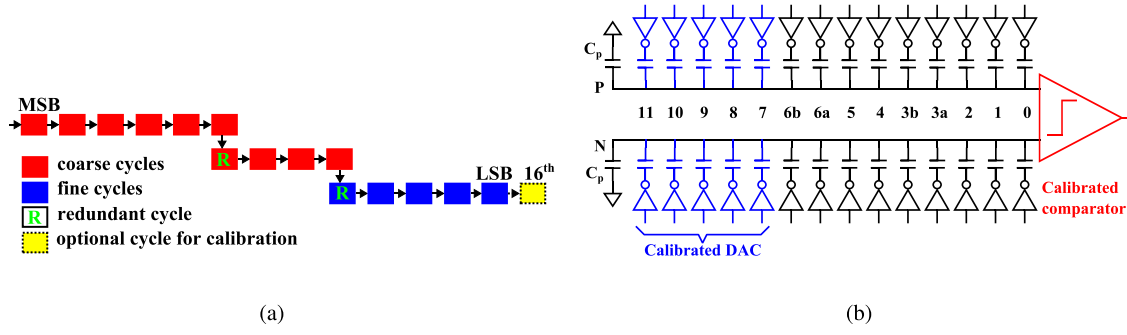 (a)
MSB
R
coarse cycles
fine cycles
R redundant cycle
optional cycle for calibration
R
LSB 16th
(a)
(b)
Cp
P
11 10 9 8 7 6b 6a 5 4 3b 3a 2 1 0
N
Cp
Calibrated DAC
Calibrated
comparator
(b)